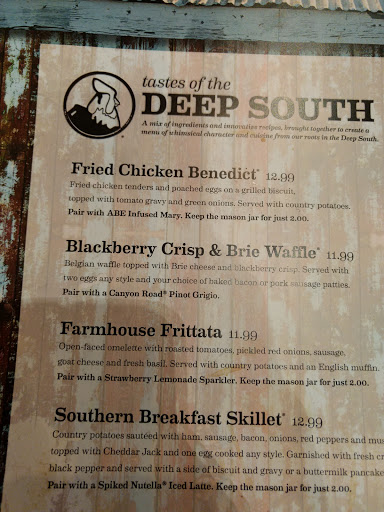 tastes of the
DEEP SOUTH
A mix of ingredients and innovative recipes, brought together to create a
menu of whimsical character and cuisine from our roots in the Deep South.
Fried Chicken Benedict* 12.99
Fried chicken tenders and poached eggs on a grilled biscuit,
topped with tomato gravy and green onions. Served with country potatoes.
Pair with ABE Infused Mary. Keep the mason jar for just 2.00.
Blackberry Crisp & Brie Waffle* 11.99
Belgian waffle topped with Brie cheese and blackberry crisp. Served with
two eggs any style and your choice of baked bacon or pork sausage patties.
Pair with a Canyon Road® Pinot Grigio.
Farmhouse Frittata 11.99
Open-faced omelette with roasted tomatoes, pickled red onions, sausage,
goat cheese and fresh basil. Served with country potatoes and an English muffin.
Pair with a Strawberry Lemonade Sparkler. Keep the mason jar for just 2.00.
Southern Breakfast Skillet* 12.99
Country potatoes sautéed with ham, sausage, bacon, onions, red peppers and mus
topped with Cheddar Jack and one egg cooked any style. Garnished with fresh cr
black pepper and served with a side of biscuit and gravy or a buttermilk pancake
Pair with a Spiked Nutella® Iced Latte. Keep the mason jar for just 2.00.